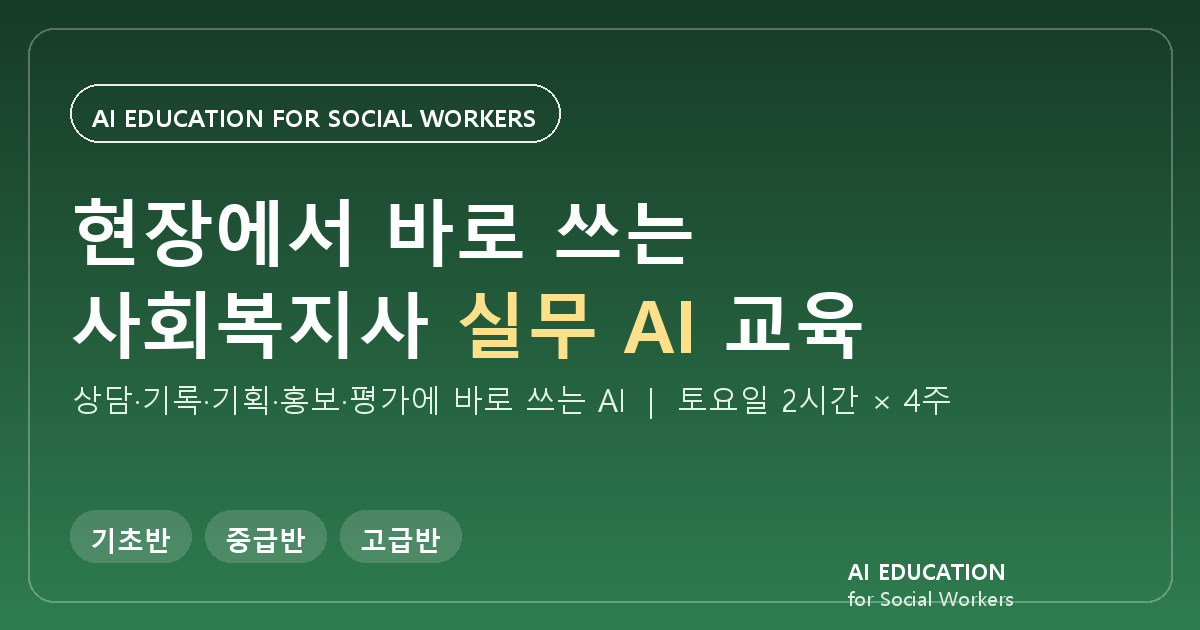 AI EDUCATION FOR SOCIAL WORKERS
현장에서 바로 쓰는
사회복지사 실무 AI 교육
상담·기록·기획·홍보·평가에 바로 쓰는 AI | 토요일 2시간 × 4주
기초반 중급반 고급반
AI EDUCATION
for Social Workers